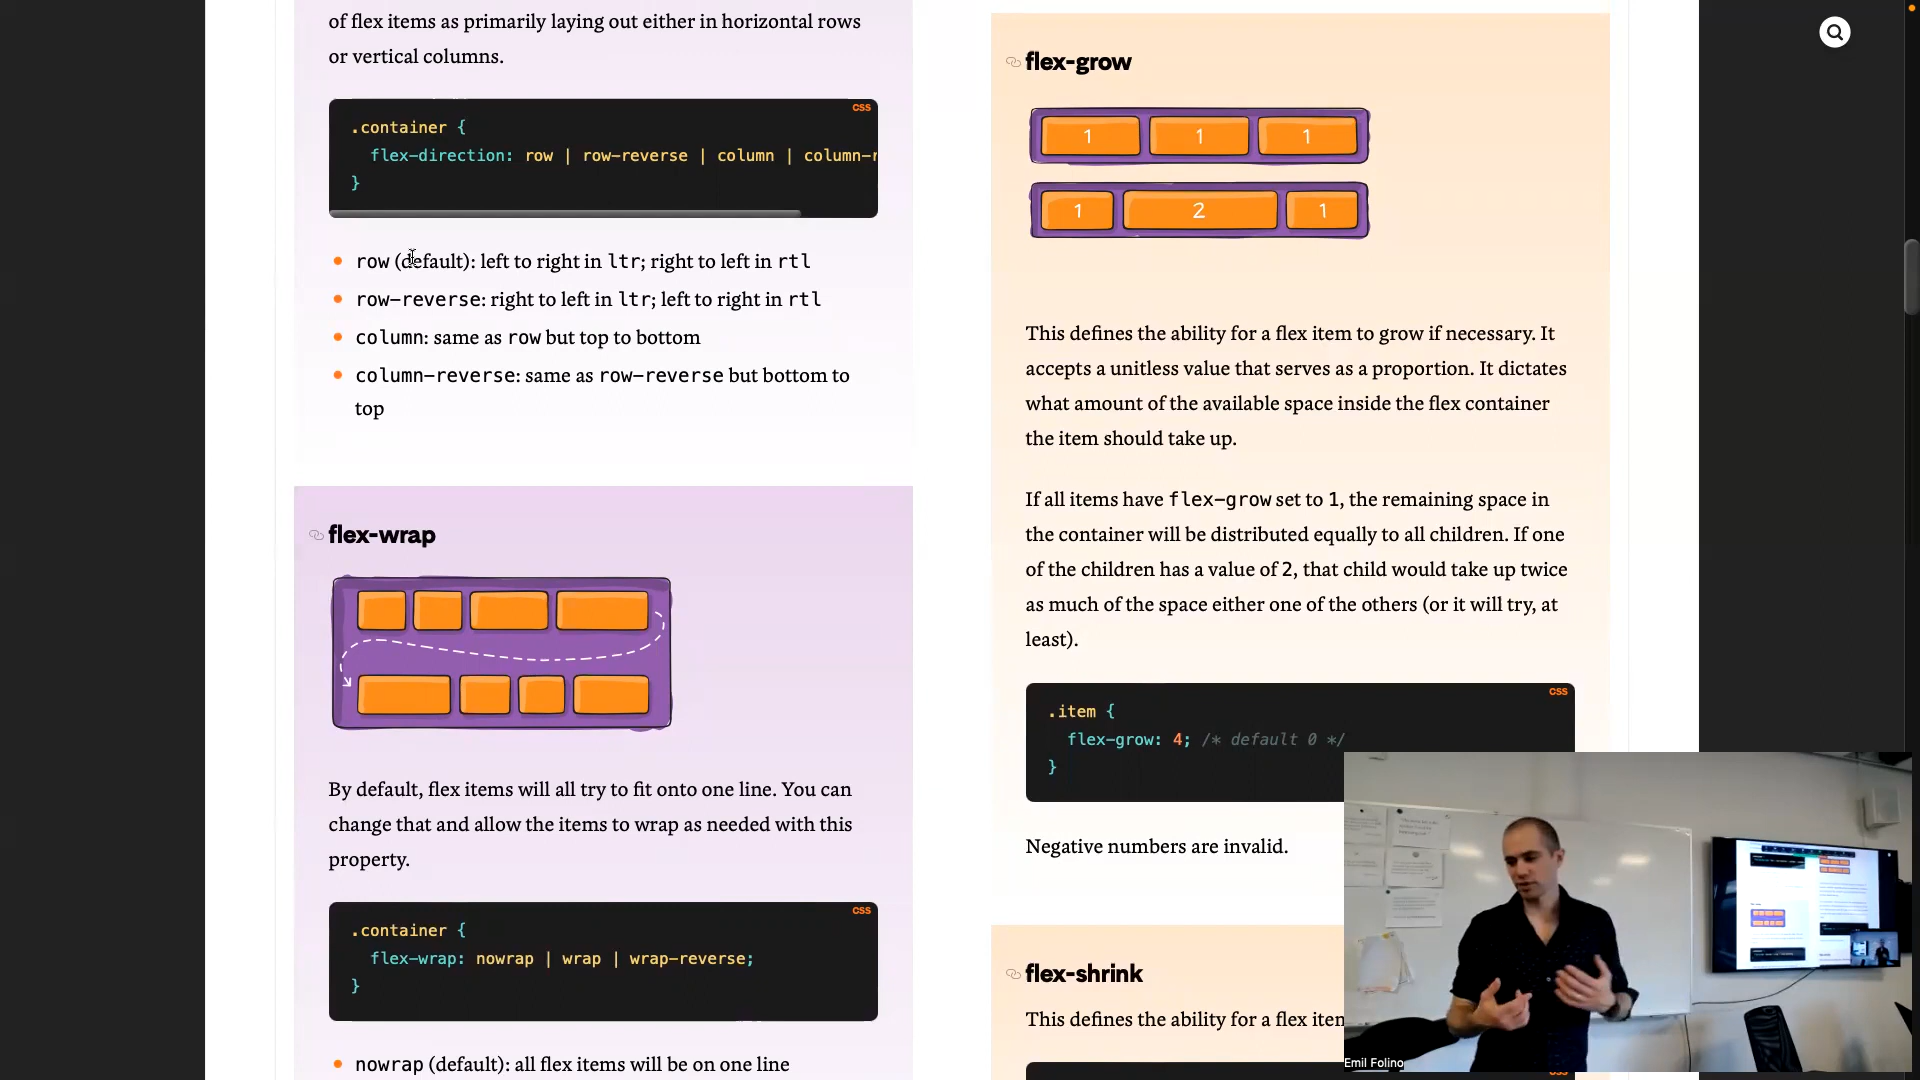 of flex items as primarily laying out either in horizontal rows
or vertical columns.
CSS
.container {
flex-direction: row | row-reverse | column | column-r
}
row (default): left to right in ltr; right to left in rtl
row-reverse: right to left in ltr; left to right in rtl
column: same as row but top to bottom
column-reverse: same as row-reverse but bottom to
top
flex-wrap
By default, flex items will all try to fit onto one line. You can
change that and allow the items to wrap as needed with this
property.
CSS
.container {
flex-wrap: nowrap | wrap | wrap-reverse;
}
nowrap (default): all flex items will be on one line
flex-grow
1 1 1
1 2 1
This defines the ability for a flex item to grow if necessary. It
accepts a unitless value that serves as a proportion. It dictates
what amount of the available space inside the flex container
the item should take up.
If all items have flex-grow set to 1, the remaining space in
the container will be distributed equally to all children. If one
of the children has a value of 2, that child would take up twice
as much of the space either one of the others (or it will try, at
least).
CSS
.item {
flex-grow: 4; /* default 0 */
}
Negative numbers are invalid.
flex-shrink
This defines the ability for a flex iten
Emil Folino